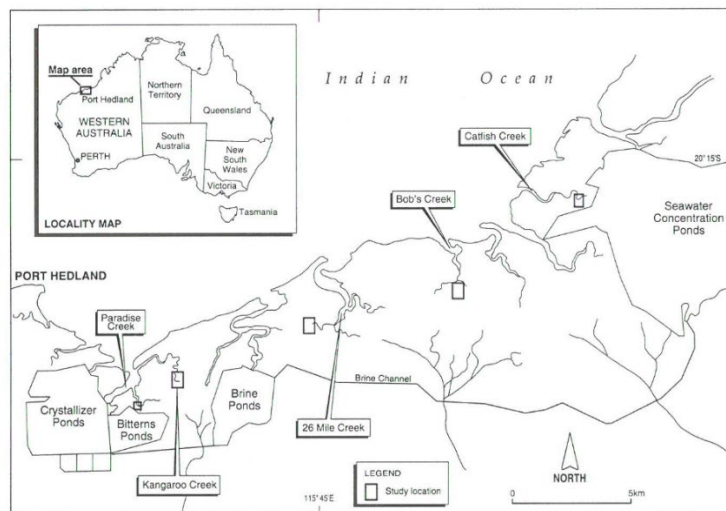 Map area
Port Hedland
WESTERN
AUSTRALIA
PERTH
Northern
Territory
South
Australia
Queensland
New
South
Wales
Victoria
Tasmania
LOCALITY MAP
Indian Ocean
Catfish Creek
20° 15'S
Bob's Creek
Seawater
Concentration
Ponds
PORT HEDLAND
Paradise
Creek
Crystallizer
Ponds
Bitterns
Ponds
Brine
Ponds
Brine Channel
26 Mile Creek
Kangaroo Creek
115° 45'E
LEGEND
Study location
NORTH
0 5km